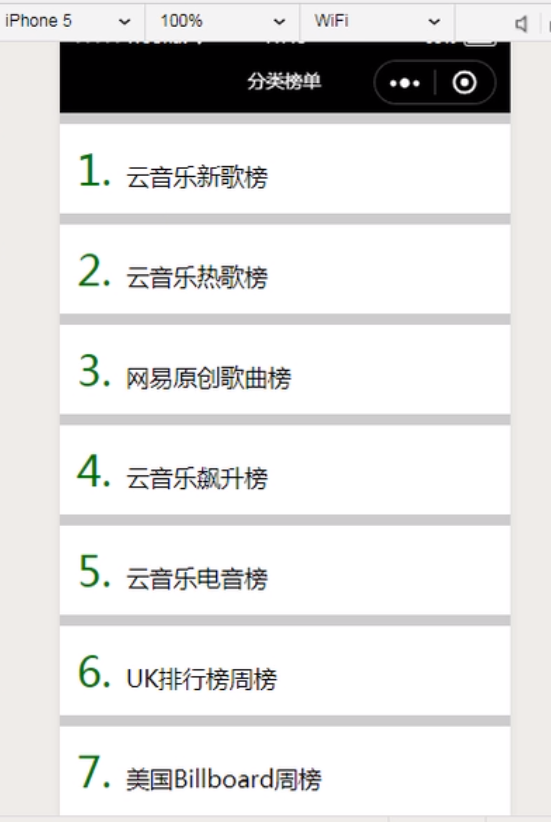 iPhone 5 100% WiFi
分类榜单
1. 云音乐新歌榜
2. 云音乐热歌榜
3. 网易原创歌曲榜
4. 云音乐飙升榜
5. 云音乐电音榜
6. UK排行榜周榜
7. 美国Billboard周榜